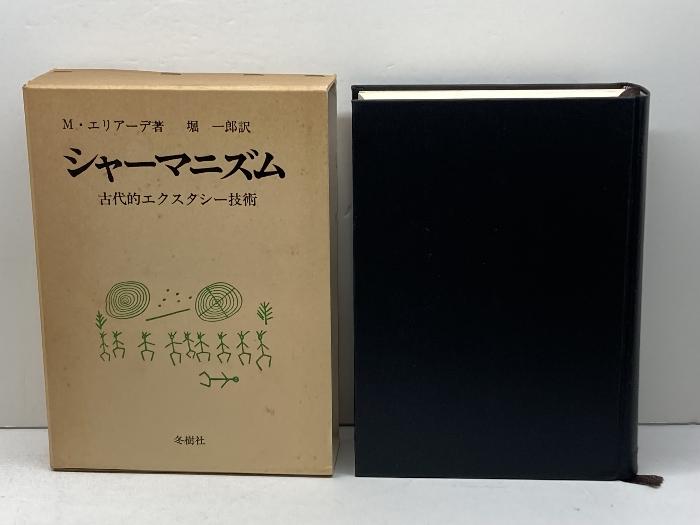 M・エリアーデ著　堀　一郎訳
シャーマニズム
古代的エクスタシー技術
冬樹社